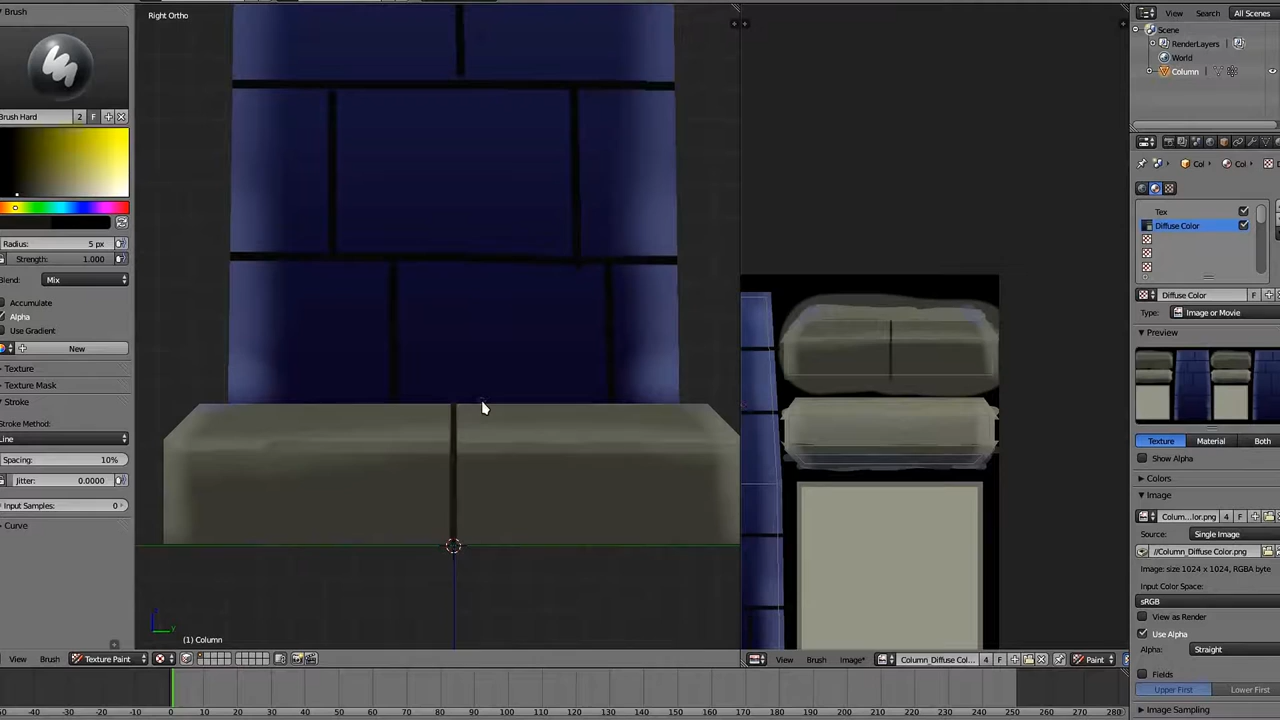 Brush
Right Ortho
View Search All Scenes
Scene
RenderLayers
World
Column
Brush Hard 2 F
Col Col
Tex
Diffuse Color
Radius: 5 px
Strength: 1.000
Blend: Mix
Accumulate
Alpha
Use Gradient
New
Texture
Texture Mask
Stroke
Stroke Method:
Line
Spacing: 10%
Jitter: 0.0000
Input Samples: 0
Curve
Diffuse Color F
Type: Image or Movie
Preview
Texture Material Both
Show Alpha
Colors
Image
Colum...lor.png 4 F
Source: Single Image
//Column_Diffuse Color.png
Image: size 1024 x 1024, RGBA byte
Input Color Space:
sRGB
View as Render
Use Alpha
Alpha: Straight
Fields
Upper First Lower First
Image Sampling
Z
Y
(1) Column
View Brush Texture Paint
View Brush Image* Column_Diffuse Col... 4 F Paint
-40 -30 -20 -10 0 10 20 30 40 50 60 70 80 90 100 110 120 130 140 150 160 170 180 190 200 210 220 230 240 250 260 270 280